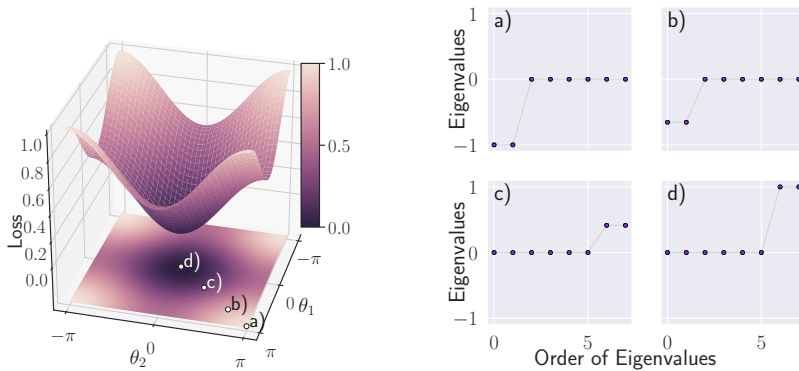 1.0
0.8
0.6
0.4
0.2
0.0
Loss
−π
0
π
θ₂
−π
0
π
θ₁
a)
b)
c)
d)
1.0
0.5
0.0
a)
1
0
−1
Eigenvalues
b)
c)
1
0
−1
Eigenvalues
0
5
d)
0
5
Order of Eigenvalues